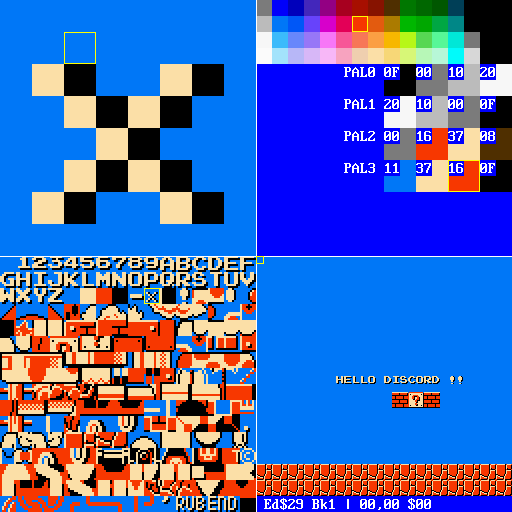 PAL0 0F 00 10 20
PAL1 20 10 00 0F
PAL2 00 16 37 08
PAL3 11 37 16 0F
123456789ABCDEF
GHIJKLMNOPQRSTUV
WXYZ
HELLO DISCORD !!
?
RUBEND
Ed$29 Bk1 | 00,00 $00